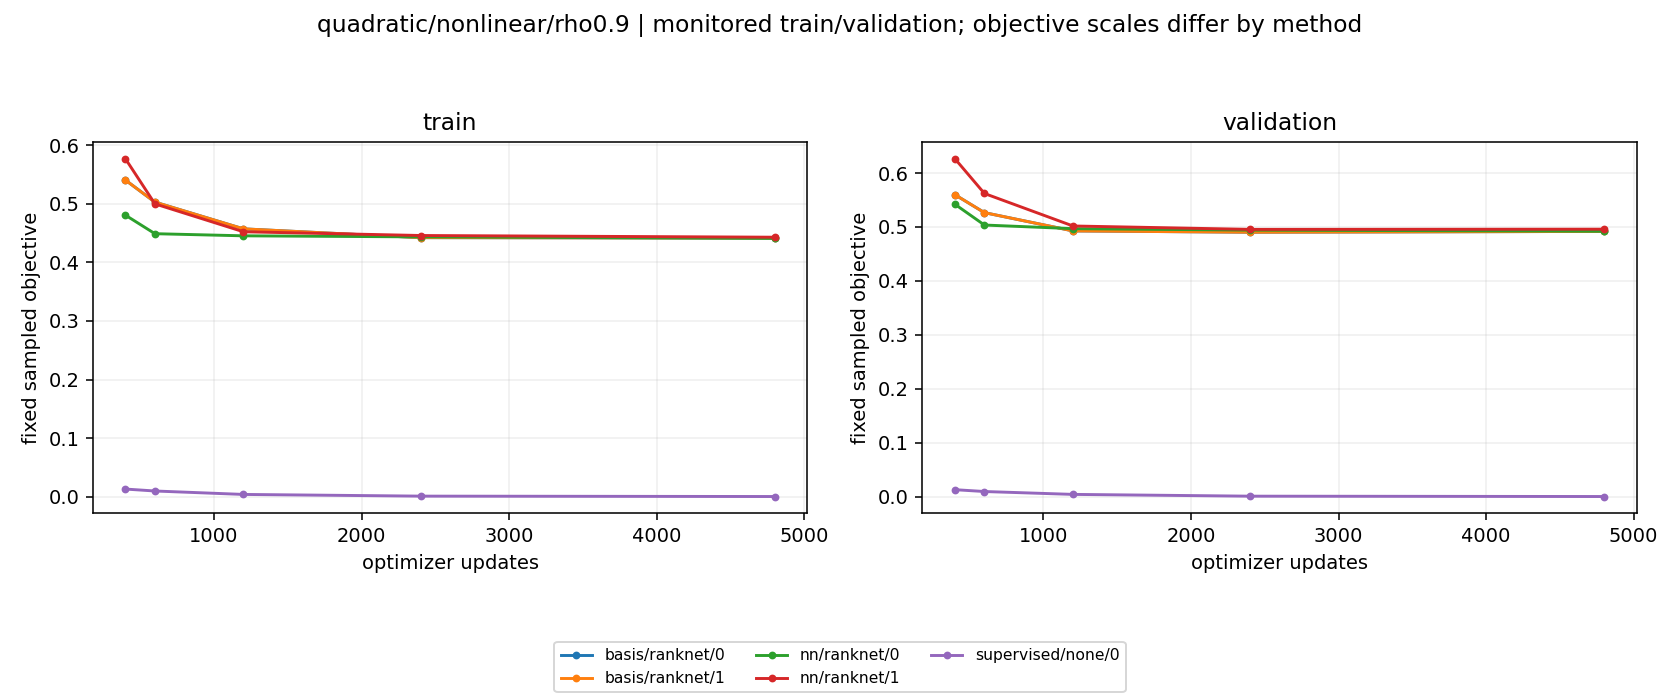 quadratic/nonlinear/rho0.9 | monitored train/validation; objective scales differ by method
train
fixed sampled objective
0.6
0.5
0.4
0.3
0.2
0.1
0.0
1000 2000 3000 4000 5000
optimizer updates
validation
fixed sampled objective
0.6
0.5
0.4
0.3
0.2
0.1
0.0
1000 2000 3000 4000 5000
optimizer updates
basis/ranknet/0 nn/ranknet/0 supervised/none/0
basis/ranknet/1 nn/ranknet/1